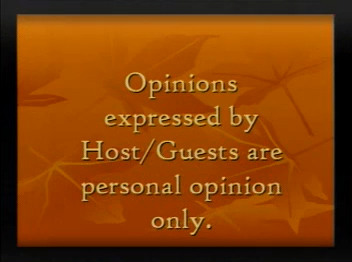 Opinions
expressed by
Host/Guests are
personal opinion
only.